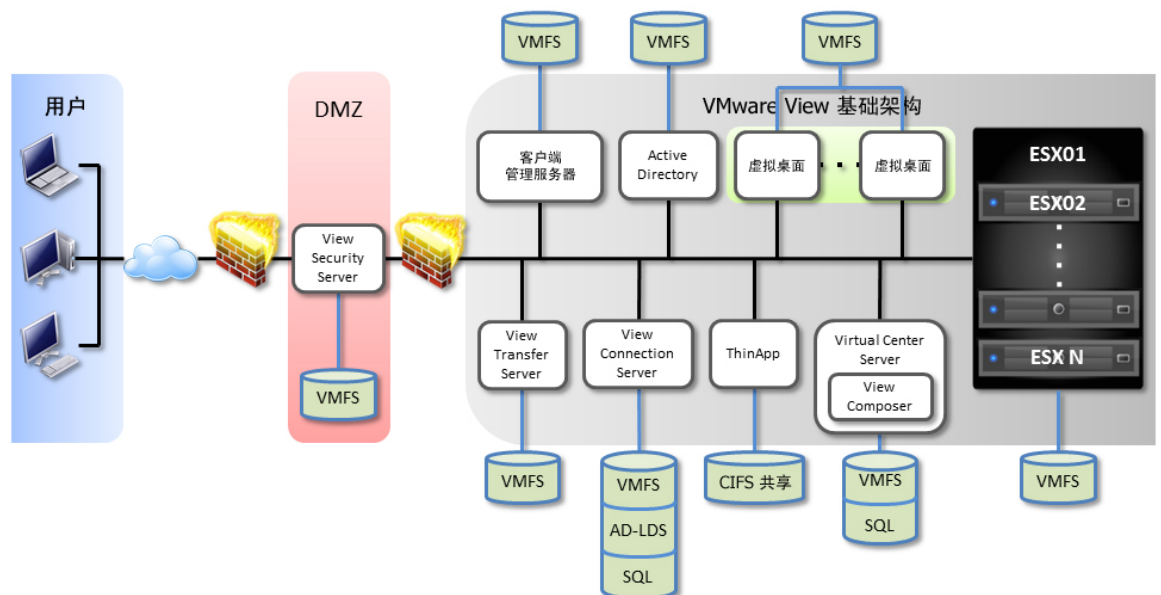 VMFS
VMFS
VMFS
用户
DMZ
VMware View 基础架构
客户端
管理服务器
Active
Directory
虚拟桌面
虚拟桌面
ESX01
ESX02
View
Security
Server
View
Transfer
Server
View
Connection
Server
ThinApp
Virtual Center
Server
View
Composer
ESX N
VMFS
VMFS
VMFS
AD-LDS
SQL
CIFS 共享
VMFS
SQL
VMFS